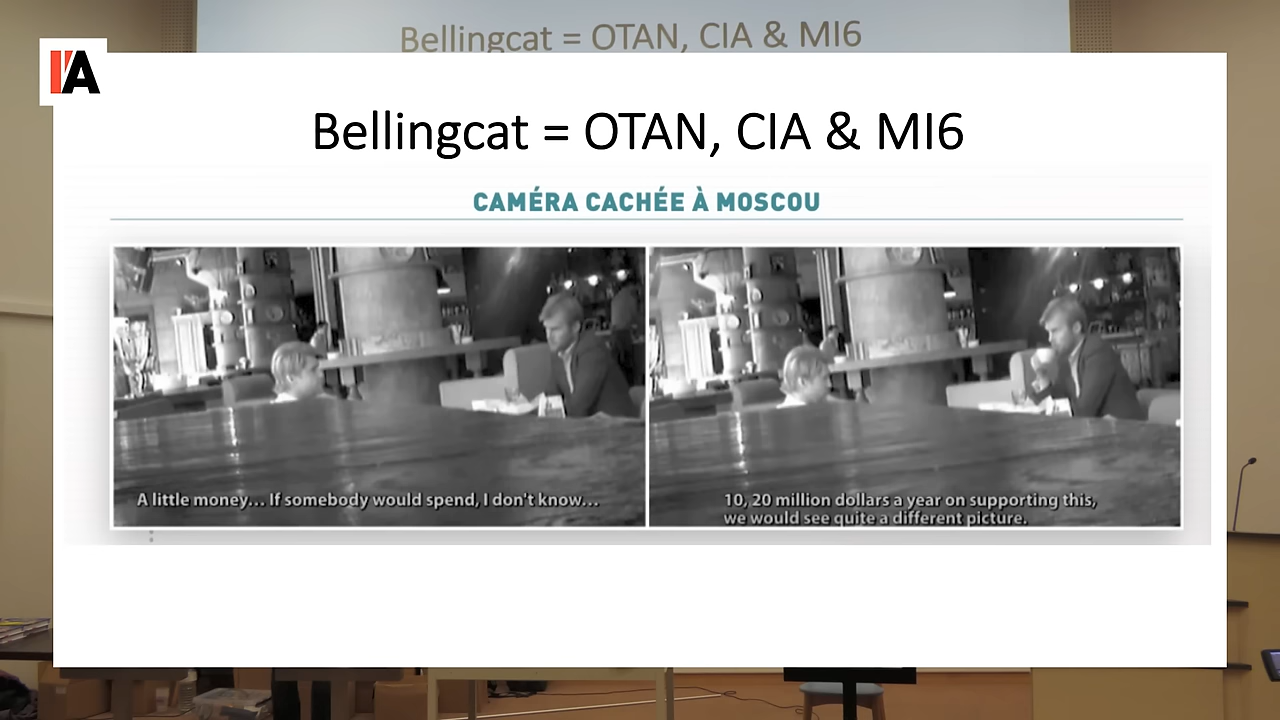 Bellingcat = OTAN, CIA & MI6
I'A
Bellingcat = OTAN, CIA & MI6
CAMÉRA CACHÉE À MOSCOU
A little money... If somebody would spend, I don't know...
10, 20 million dollars a year on supporting this,
we would see quite a different picture.